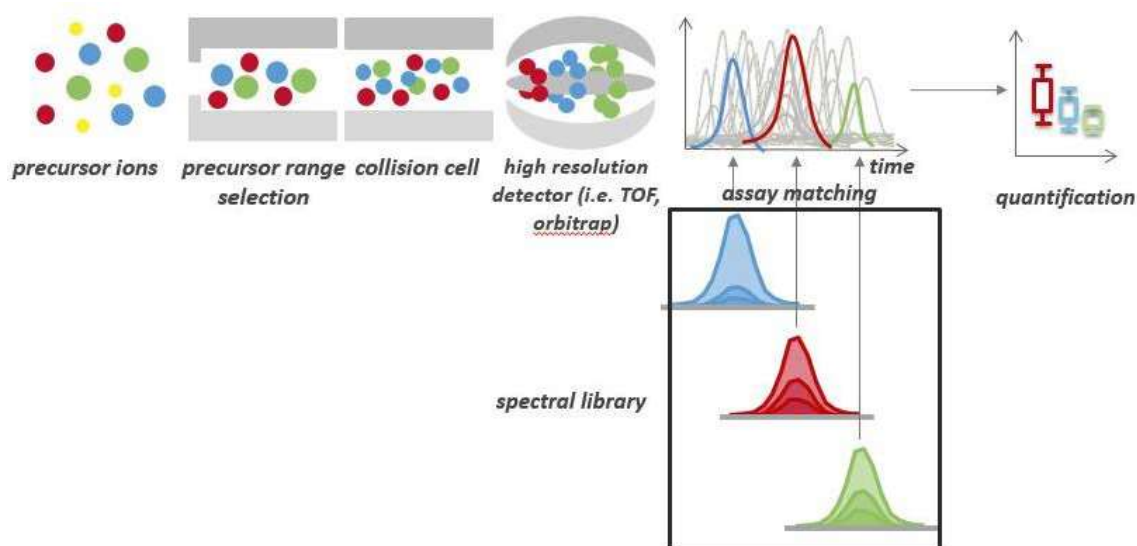 precursor ions
precursor range
selection
collision cell
high resolution
detector (i.e. TOF,
orbitrap)
time
assay matching
quantification
spectral library